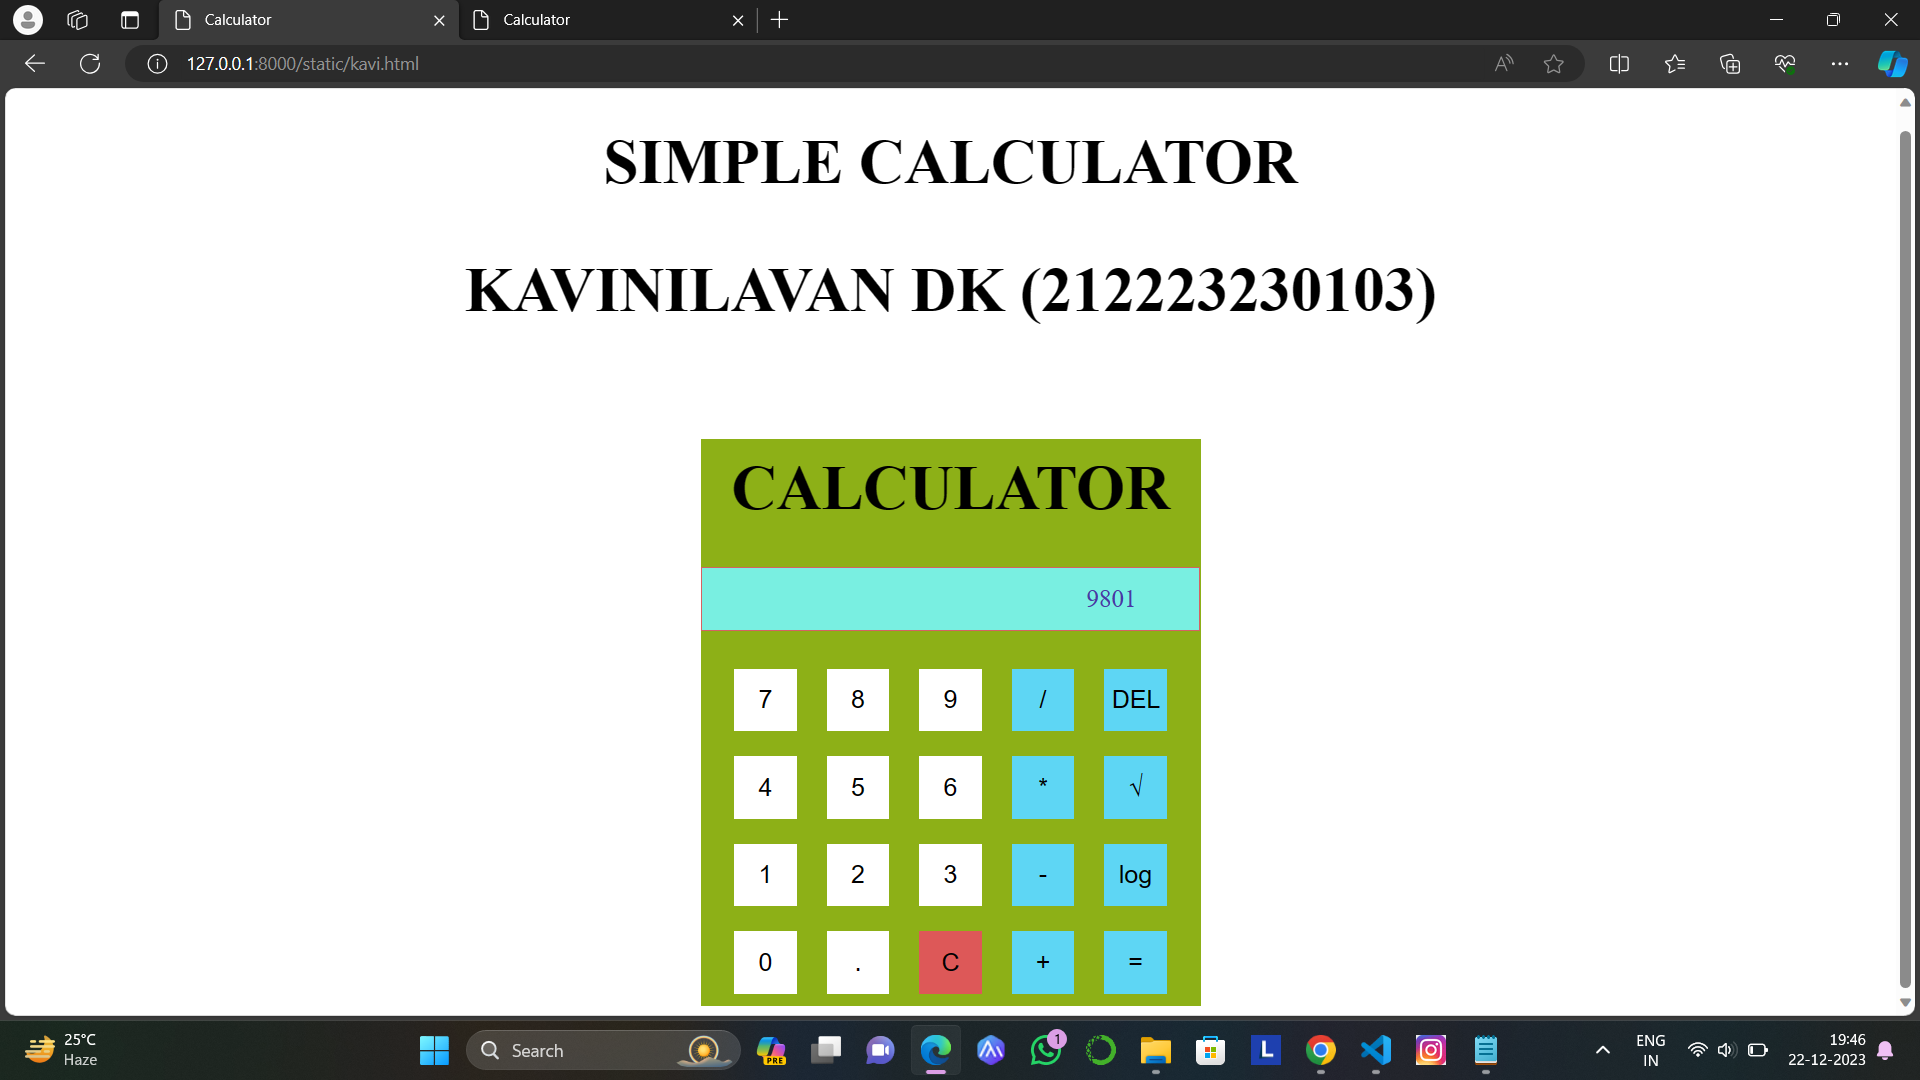 Calculator
Calculator
127.0.0.1:8000/static/kavi.html
SIMPLE CALCULATOR
KAVINILAVAN DK (212223230103)
CALCULATOR
9801
7 8 9 / DEL
4 5 6 * √
1 2 3 - log
0 . C + =
25°C
Haze
Search
PRE
1
L
ENG
IN
19:46
22-12-2023